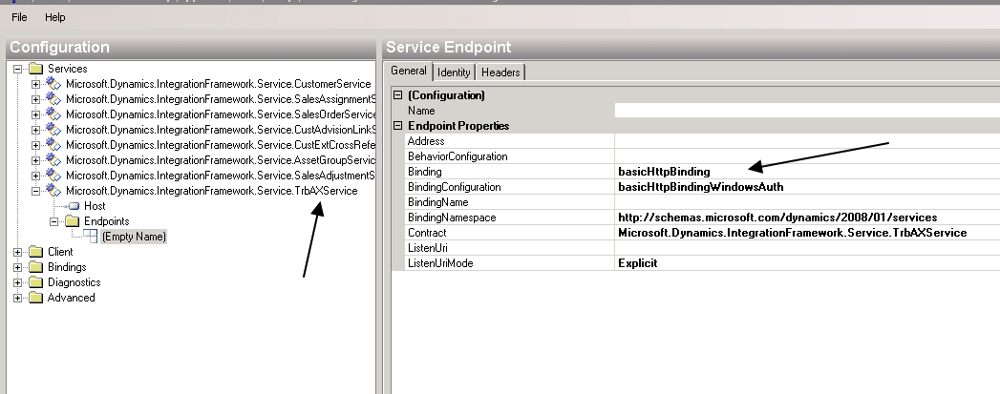 File Help
Configuration
Services
Microsoft.Dynamics.IntegrationFramework.Service.CustomerService
Microsoft.Dynamics.IntegrationFramework.Service.SalesAssignmentS
Microsoft.Dynamics.IntegrationFramework.Service.SalesOrderService
Microsoft.Dynamics.IntegrationFramework.Service.CustAdvisionLinkS
Microsoft.Dynamics.IntegrationFramework.Service.CustExtCrossRefe
Microsoft.Dynamics.IntegrationFramework.Service.AssetGroupServic
Microsoft.Dynamics.IntegrationFramework.Service.SalesAdjustmentS
Microsoft.Dynamics.IntegrationFramework.Service.TrbAXService
Host
Endpoints
(Empty Name)
Client
Bindings
Diagnostics
Advanced
Service Endpoint
General Identity Headers
(Configuration)
Name
Endpoint Properties
Address
BehaviorConfiguration
Binding basicHttpBinding
BindingConfiguration basicHttpBindingWindowsAuth
BindingName
BindingNamespace http://schemas.microsoft.com/dynamics/2008/01/services
Contract Microsoft.Dynamics.IntegrationFramework.Service.TrbAXService
ListenUri
ListenUriMode Explicit